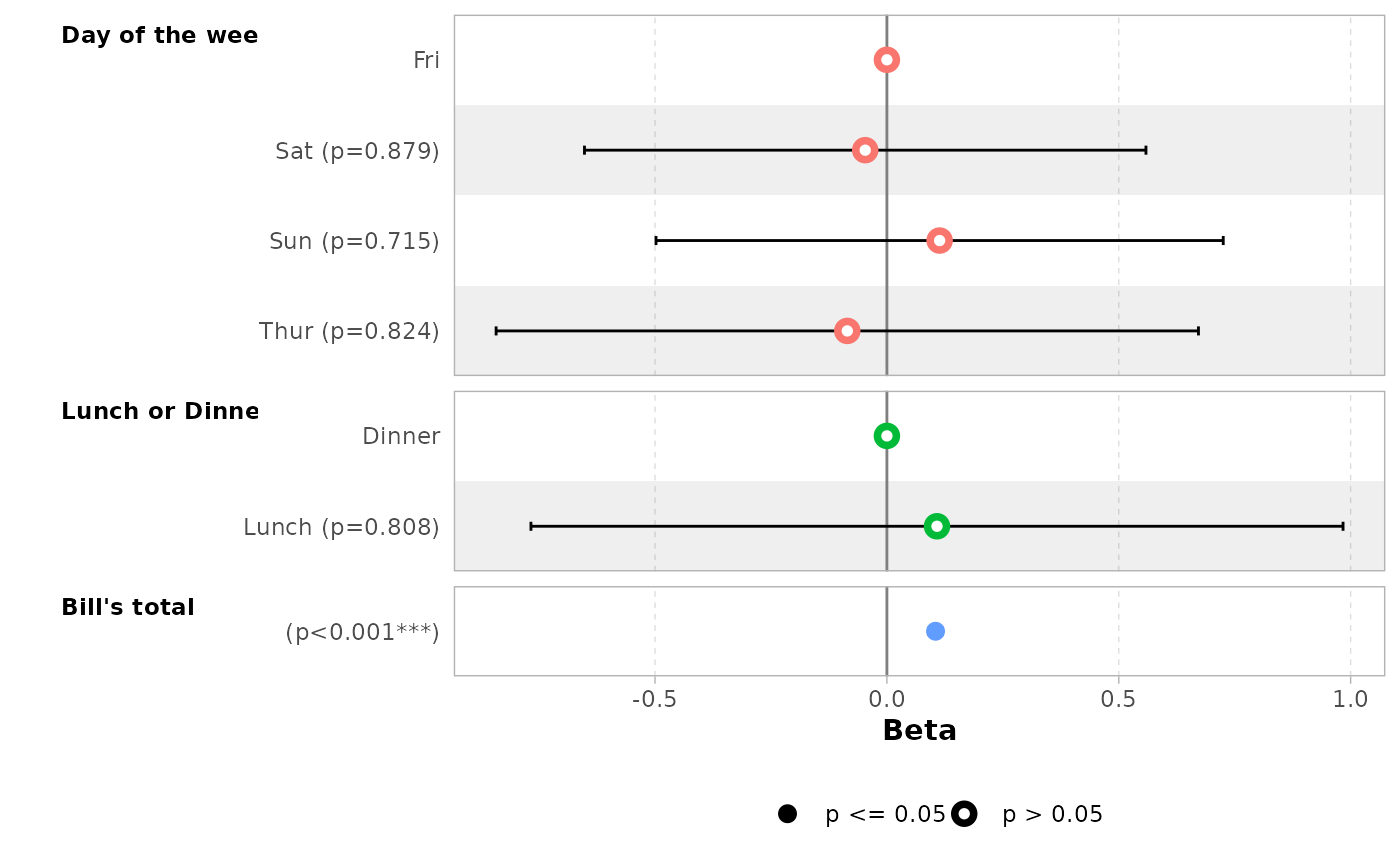 Day of the wee
Fri
Sat (p=0.879)
Sun (p=0.715)
Thur (p=0.824)
Lunch or Dinne
Dinner
Lunch (p=0.808)
Bill's total
(p<0.001***)
-0.5 0.0 0.5 1.0
Beta
p <= 0.05 p > 0.05